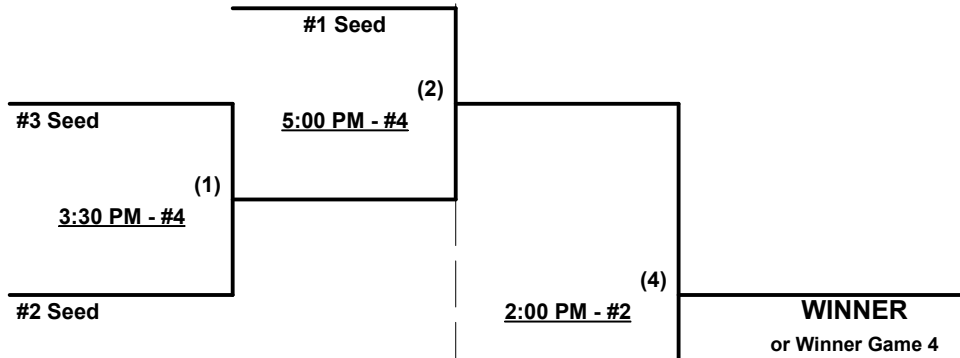 #1 Seed
(2)
5:00 PM - #4
#3 Seed
(1)
3:30 PM - #4
#2 Seed
(4)
2:00 PM - #2
WINNER
or Winner Game 4